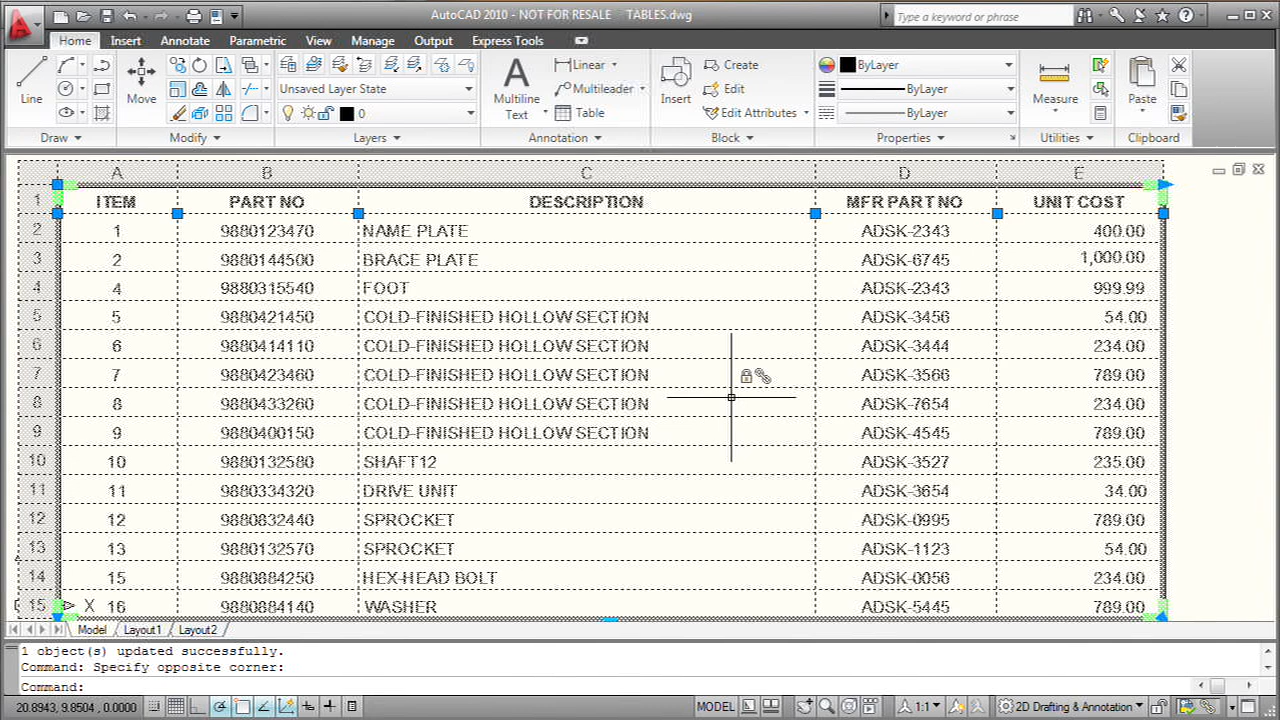 AutoCAD 2010 - NOT FOR RESALE TABLES.dwg Type a keyword or phrase
Home Insert Annotate Parametric View Manage Output Express Tools
Line Move Unsaved Layer State 0 Multiline Text Linear Multileader Table Insert Create Edit Edit Attributes ByLayer ByLayer ByLayer Measure Paste
Draw Modify Layers Annotation Block Properties Utilities Clipboard
A B C D E
1 ITEM PART NO DESCRIPTION MFR PART NO UNIT COST
2 1 9880123470 NAME PLATE ADSK-2343 400.00
3 2 9880144500 BRACE PLATE ADSK-6745 1,000.00
4 4 9880315540 FOOT ADSK-2343 999.99
5 5 9880421450 COLD-FINISHED HOLLOW SECTION ADSK-3456 54.00
6 6 9880414110 COLD-FINISHED HOLLOW SECTION ADSK-3444 234.00
7 7 9880423460 COLD-FINISHED HOLLOW SECTION ADSK-3566 789.00
8 8 9880433260 COLD-FINISHED HOLLOW SECTION ADSK-7654 234.00
9 9 9880400150 COLD-FINISHED HOLLOW SECTION ADSK-4545 789.00
10 10 9880132580 SHAFT12 ADSK-3527 235.00
11 11 9880334320 DRIVE UNIT ADSK-3654 34.00
12 12 9880832440 SPROCKET ADSK-0995 789.00
13 13 9880132570 SPROCKET ADSK-1123 54.00
14 15 9880884250 HEX-HEAD BOLT ADSK-0056 234.00
15 X 16 9880884140 WASHER ADSK-5445 789.00
Model Layout1 Layout2
1 object(s) updated successfully.
Command: Specify opposite corner:
Command:
20.8943, 9.8504 , 0.0000 MODEL 1:1 2D Drafting & Annotation